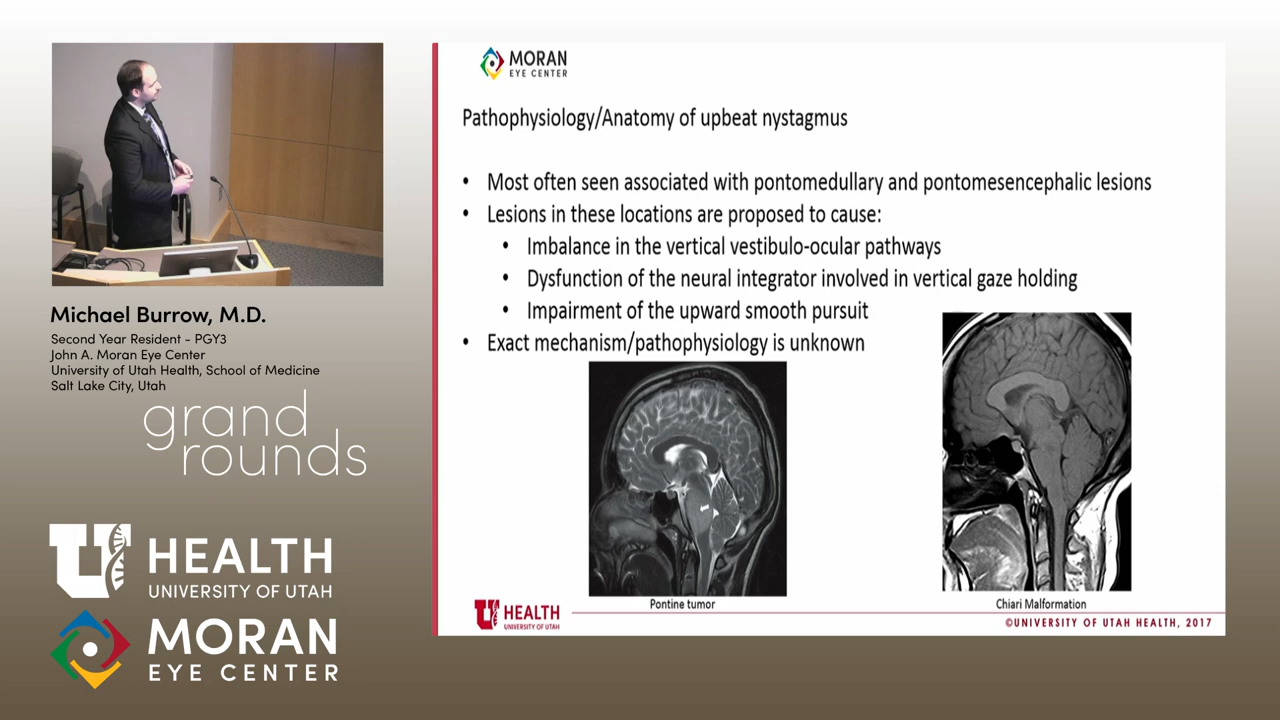 Michael Burrow, M.D.
Second Year Resident - PGY3
John A. Moran Eye Center
University of Utah Health, School of Medicine
Salt Lake City, Utah
grand
rounds
U HEALTH
UNIVERSITY OF UTAH
MORAN
EYE CENTER
MORAN
EYE CENTER
Pathophysiology/Anatomy of upbeat nystagmus
• Most often seen associated with pontomedullary and pontomesencephalic lesions
• Lesions in these locations are proposed to cause:
• Imbalance in the vertical vestibulo-ocular pathways
• Dysfunction of the neural integrator involved in vertical gaze holding
• Impairment of the upward smooth pursuit
• Exact mechanism/pathophysiology is unknown
Pontine tumor
Chiari Malformation
U HEALTH
UNIVERSITY OF UTAH
©UNIVERSITY OF UTAH HEALTH, 2017